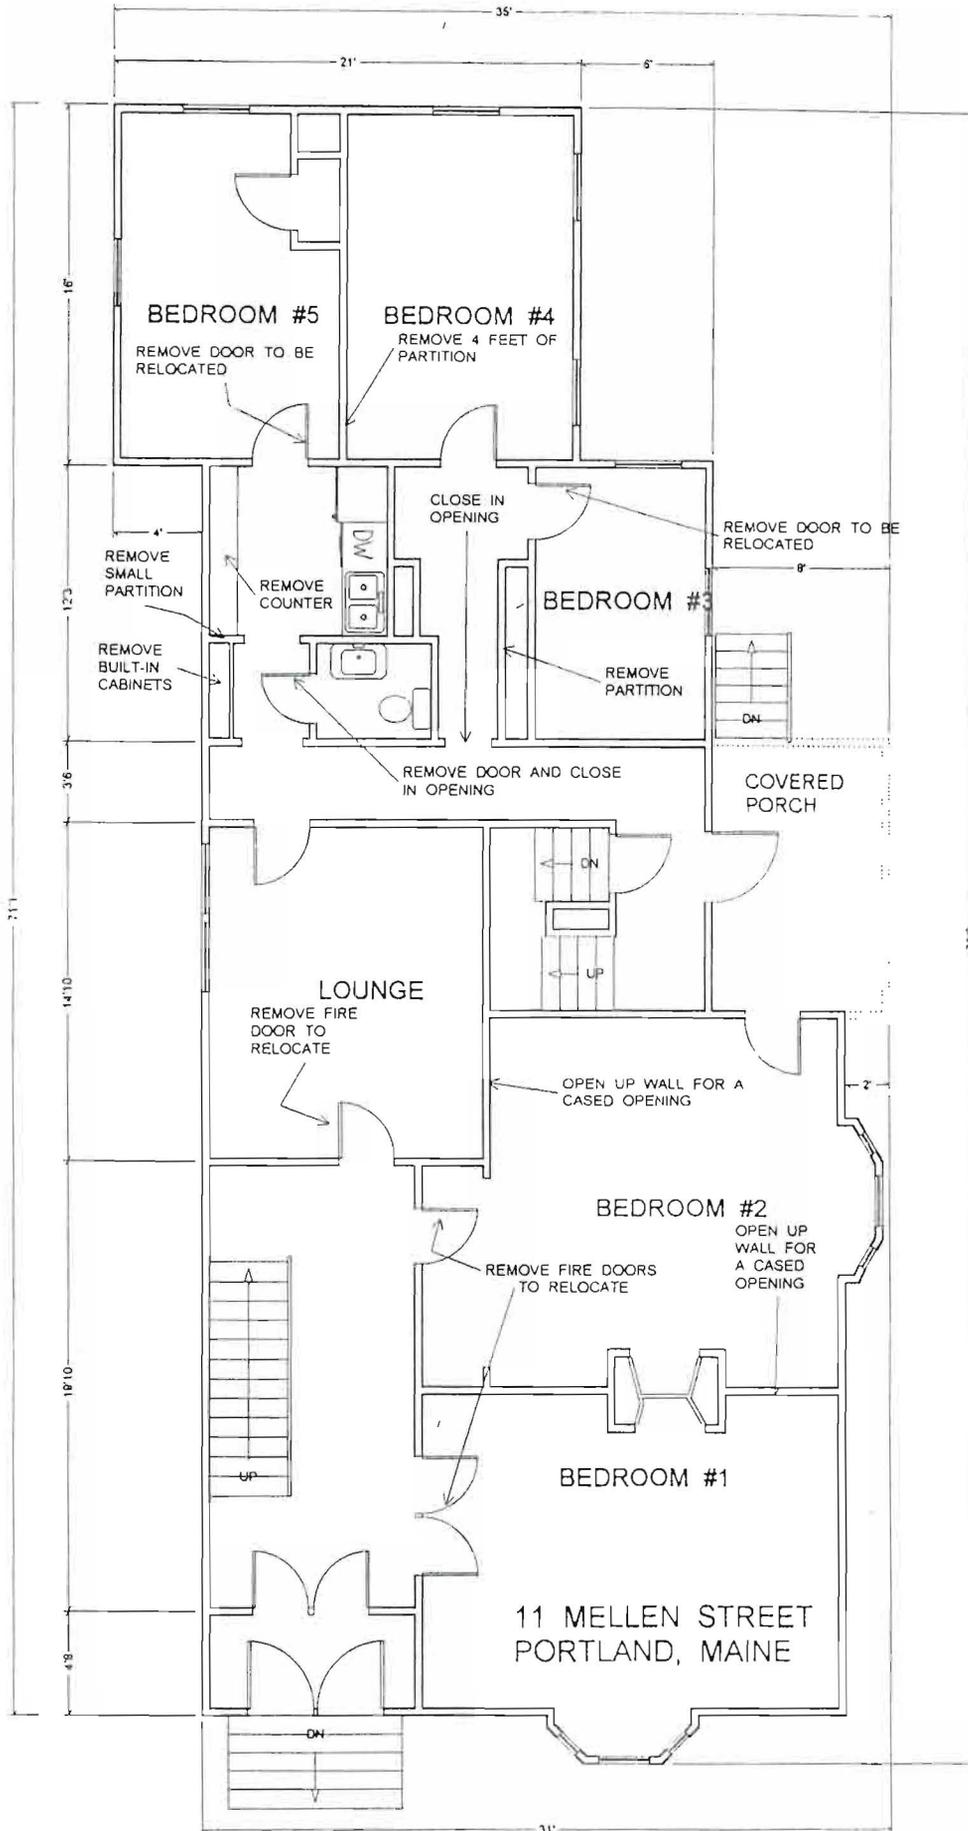 35'
21'
6'
16'
BEDROOM #5
BEDROOM #4
REMOVE 4 FEET OF
PARTITION
REMOVE DOOR TO BE
RELOCATED
CLOSE IN
OPENING
REMOVE DOOR TO BE
RELOCATED
4'
8'
REMOVE
SMALL
PARTITION
DW
REMOVE
COUNTER
12'3
BEDROOM #3
REMOVE
BUILT-IN
CABINETS
REMOVE
PARTITION
DN
REMOVE DOOR AND CLOSE
IN OPENING
COVERED
PORCH
3'6
DN
71'1
UP
14'10
LOUNGE
REMOVE FIRE
DOOR TO
RELOCATE
OPEN UP WALL FOR A
CASED OPENING
2'
BEDROOM #2
OPEN UP
WALL FOR
A CASED
OPENING
REMOVE FIRE DOORS
TO RELOCATE
UP
BEDROOM #1
11 MELLEN STREET
PORTLAND, MAINE
DN
31'